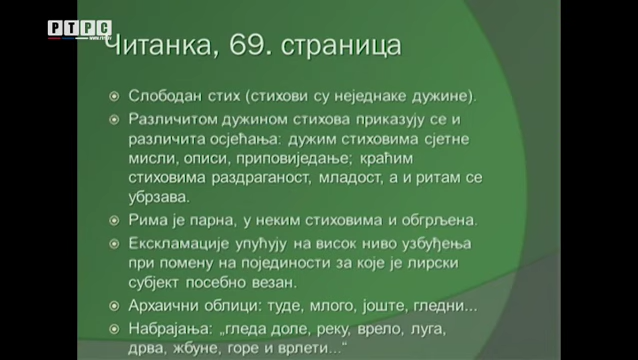 РТРС
Читанка, 69. страница
Слободан стих (стихови су неједнаке дужине).
Различитом дужином стихова приказују се и
различита осјећања: дужим стиховима сјетне
мисли, описи, приповиједање; краћим
стиховима раздраганост, младост, а и ритам се
убрзава.
Рима је парна, у неким стиховима и обгрљена.
Ексклamације упућују на висок ниво узбуђења
при помену на појединости за које је лирски
субјект посебно везан.
Архаични облици: туде, млого, јоште, гледни...
Набрајања: „гледа доле, реку, врело, луга,
дрва, жбуне, горе и врлети...“